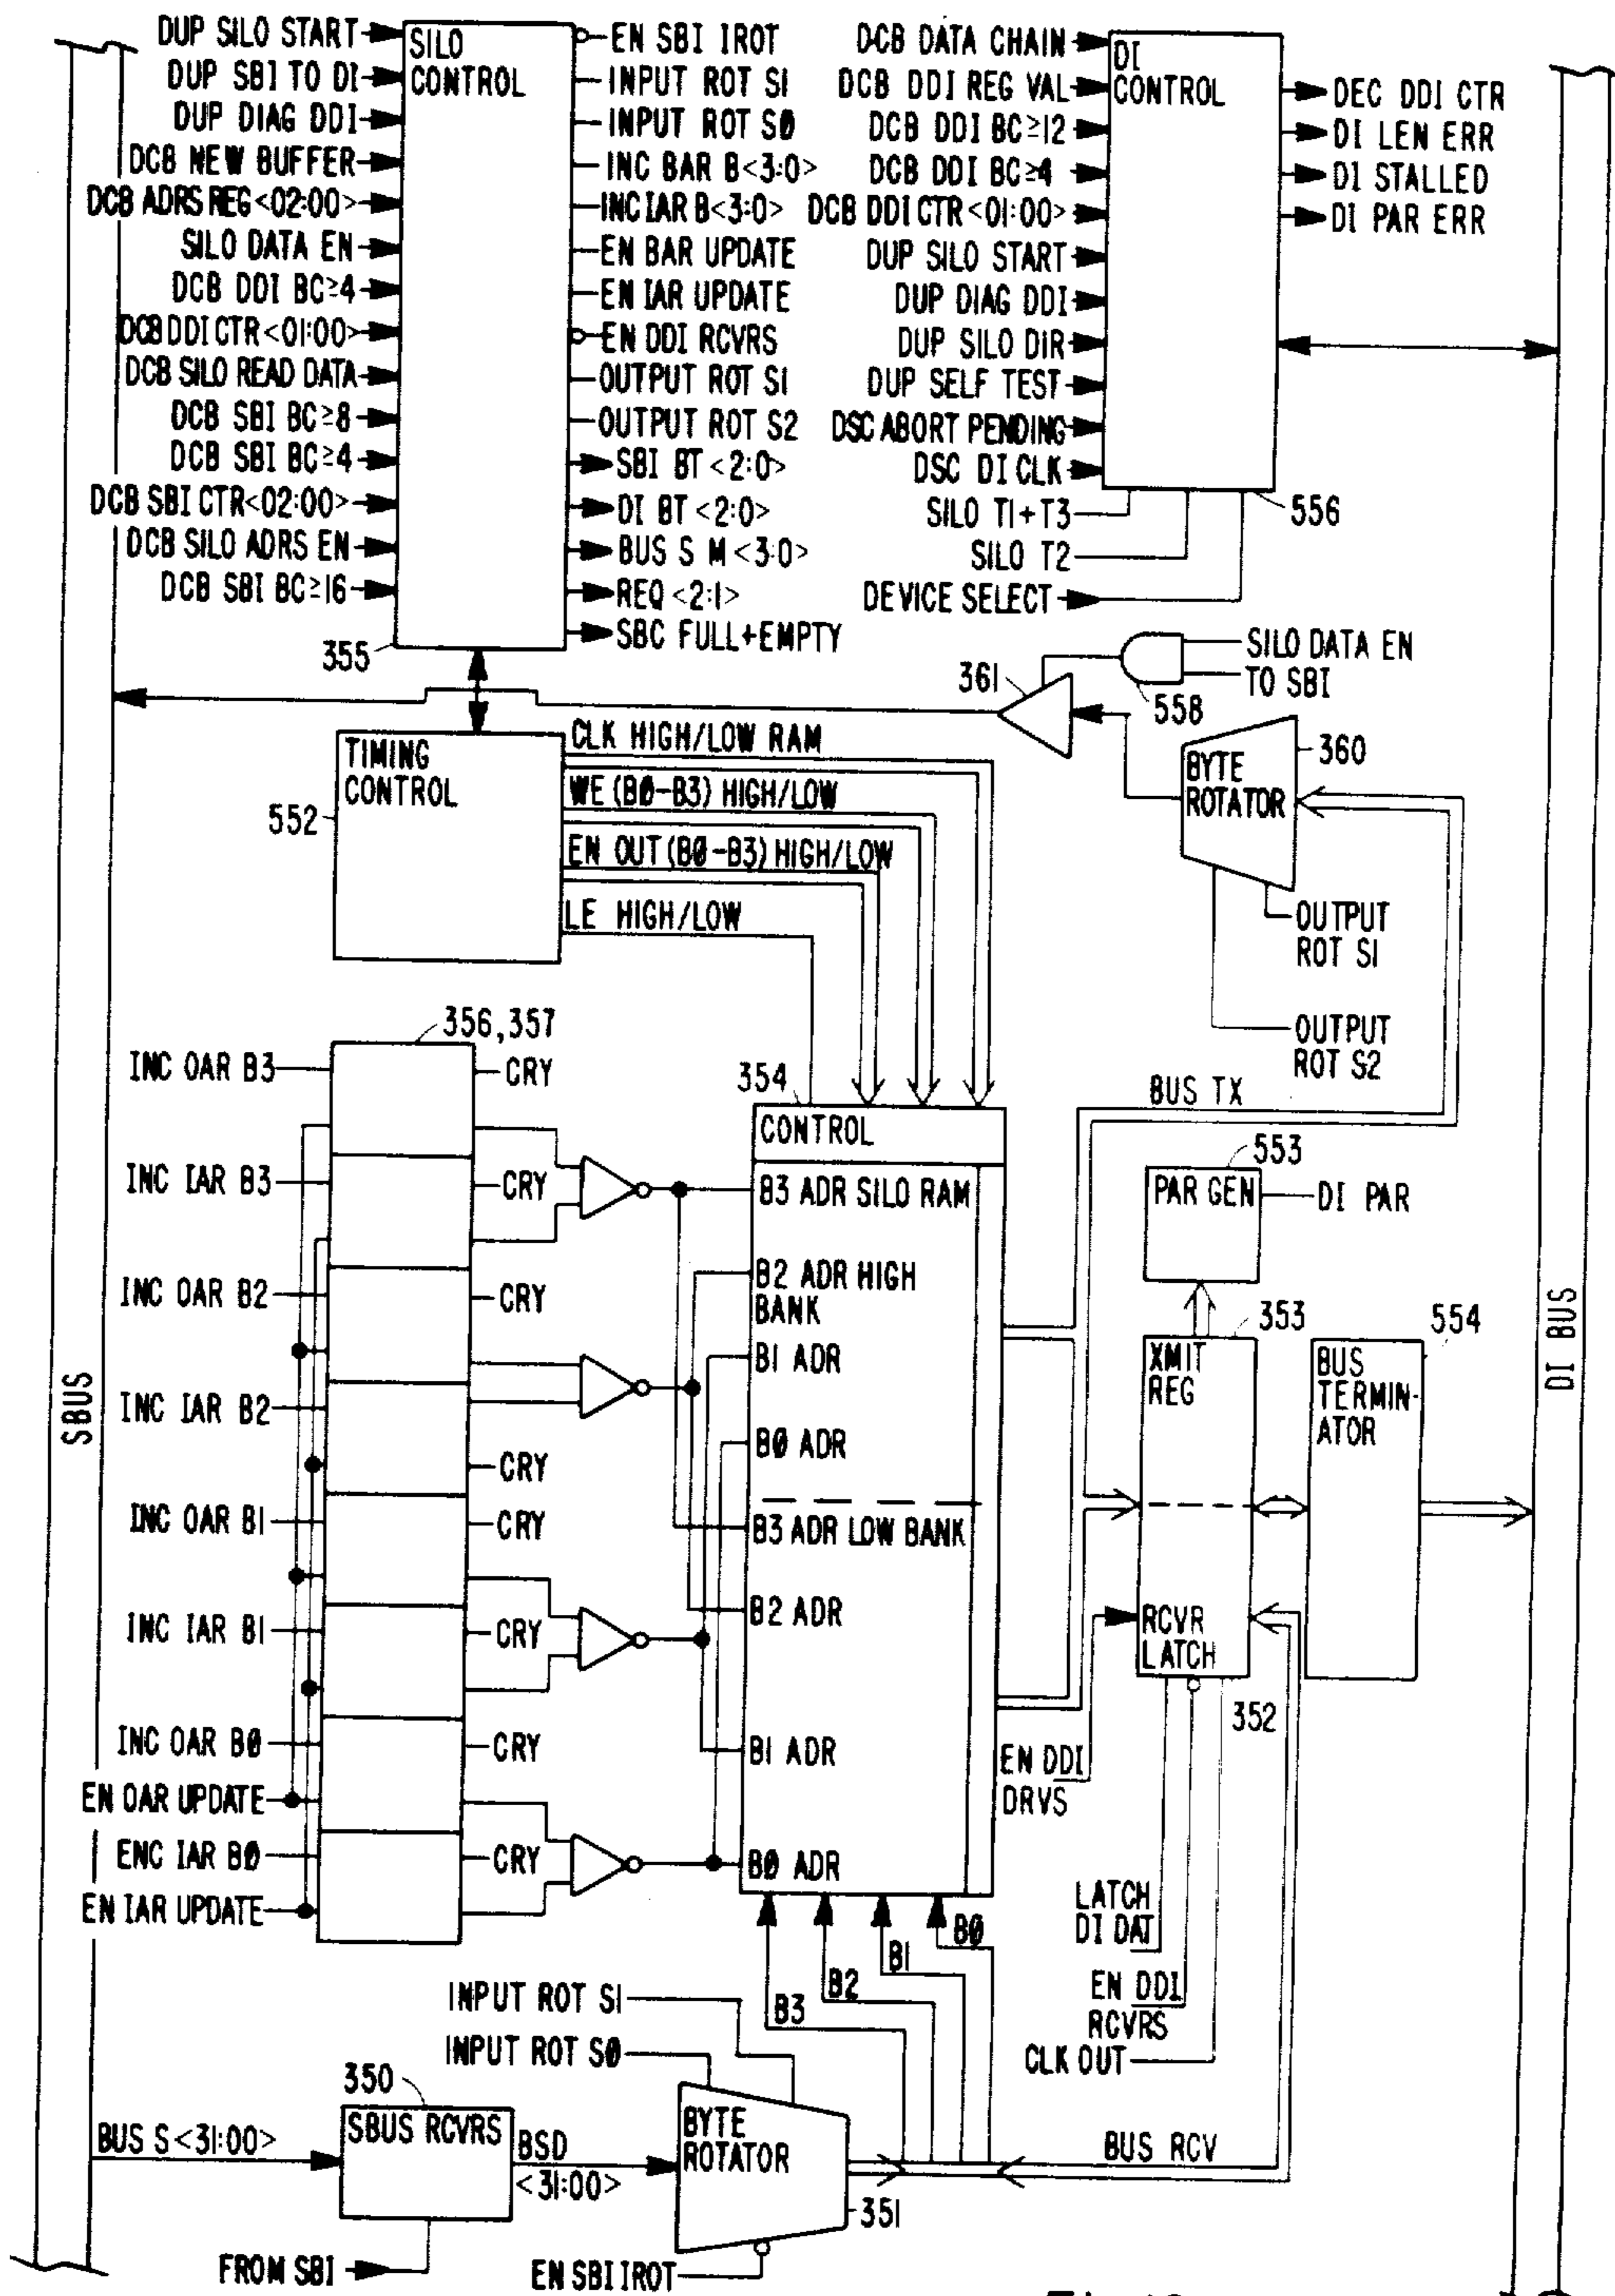 DUP SILO START
DUP SBI TO DI
DUP DIAG DDI
DCB NEW BUFFER
DCB ADRS REG<02:00>
SILO DATA EN
DCB DDI BC≥4
DCB DDI CTR<01:00>
DCB SILO READ DATA
DCB SBI BC≥8
DCB SBI BC≥4
DCB SBI CTR<02:00>
DCB SILO ADRS EN
DCB SBI BC≥16
SILO
CONTROL
355
EN SBI IROT
INPUT ROT S1
INPUT ROT SØ
INC BAR B<3:0>
INC IAR B<3:0>
EN BAR UPDATE
EN IAR UPDATE
EN DDI RCVRS
OUTPUT ROT S1
OUTPUT ROT S2
SBI BT <2:0>
DI BT <2:0>
BUS S M <3:0>
REQ <2:1>
SBC FULL+EMPTY
DCB DATA CHAIN
DCB DDI REG VAL
DCB DDI BC≥12
DCB DDI BC≥4
DCB DDI CTR<01:00>
DUP SILO START
DUP DIAG DDI
DUP SILO DIR
DUP SELF TEST
DSC ABORT PENDING
DSC DI CLK
SILO T1+T3
SILO T2
DEVICE SELECT
DI
CONTROL
556
DEC DDI CTR
DI LEN ERR
DI STALLED
DI PAR ERR
SILO DATA EN
TO SBI
558
361
360
BYTE
ROTATOR
OUTPUT
ROT S1
OUTPUT
ROT S2
TIMING
CONTROL
552
CLK HIGH/LOW RAM
WE (BØ-B3) HIGH/LOW
EN OUT (BØ-B3) HIGH/LOW
LE HIGH/LOW
SBUS
DI BUS
356,357
INC OAR B3
INC IAR B3
INC OAR B2
INC IAR B2
INC OAR B1
INC IAR B1
INC OAR BØ
EN OAR UPDATE
ENC IAR BØ
EN IAR UPDATE
CRY
CRY
CRY
CRY
CRY
CRY
CRY
CRY
354
CONTROL
B3 ADR SILO RAM
B2 ADR HIGH
BANK
B1 ADR
BØ ADR
B3 ADR LOW BANK
B2 ADR
B1 ADR
BØ ADR
BUS TX
553
PAR GEN
DI PAR
353
XMIT
REG
RCVR
LATCH
352
554
BUS
TERMIN-
ATOR
EN DDI
DRVS
LATCH
DI DAT
EN DDI
RCVRS
CLK OUT
B3
B2
B1
BØ
INPUT ROT S1
INPUT ROT SØ
350
SBUS RCVRS
BUS S<31:00>
BSD
<31:00>
BYTE
ROTATOR
351
BUS RCV
FROM SBI
EN SBI IROT